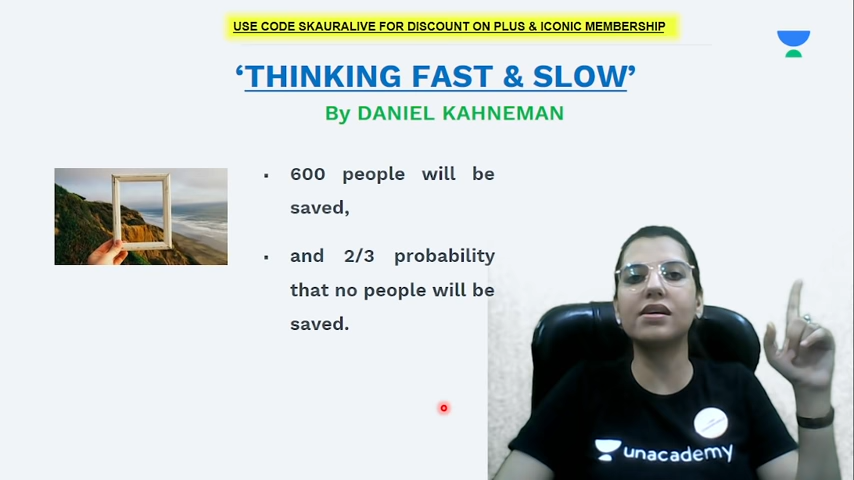 USE CODE SKAURALIVE FOR DISCOUNT ON PLUS & ICONIC MEMBERSHIP
‘THINKING FAST & SLOW’
By DANIEL KAHNEMAN
▪ 600 people will be
saved,
▪ and 2/3 probability
that no people will be
saved.
unacademy